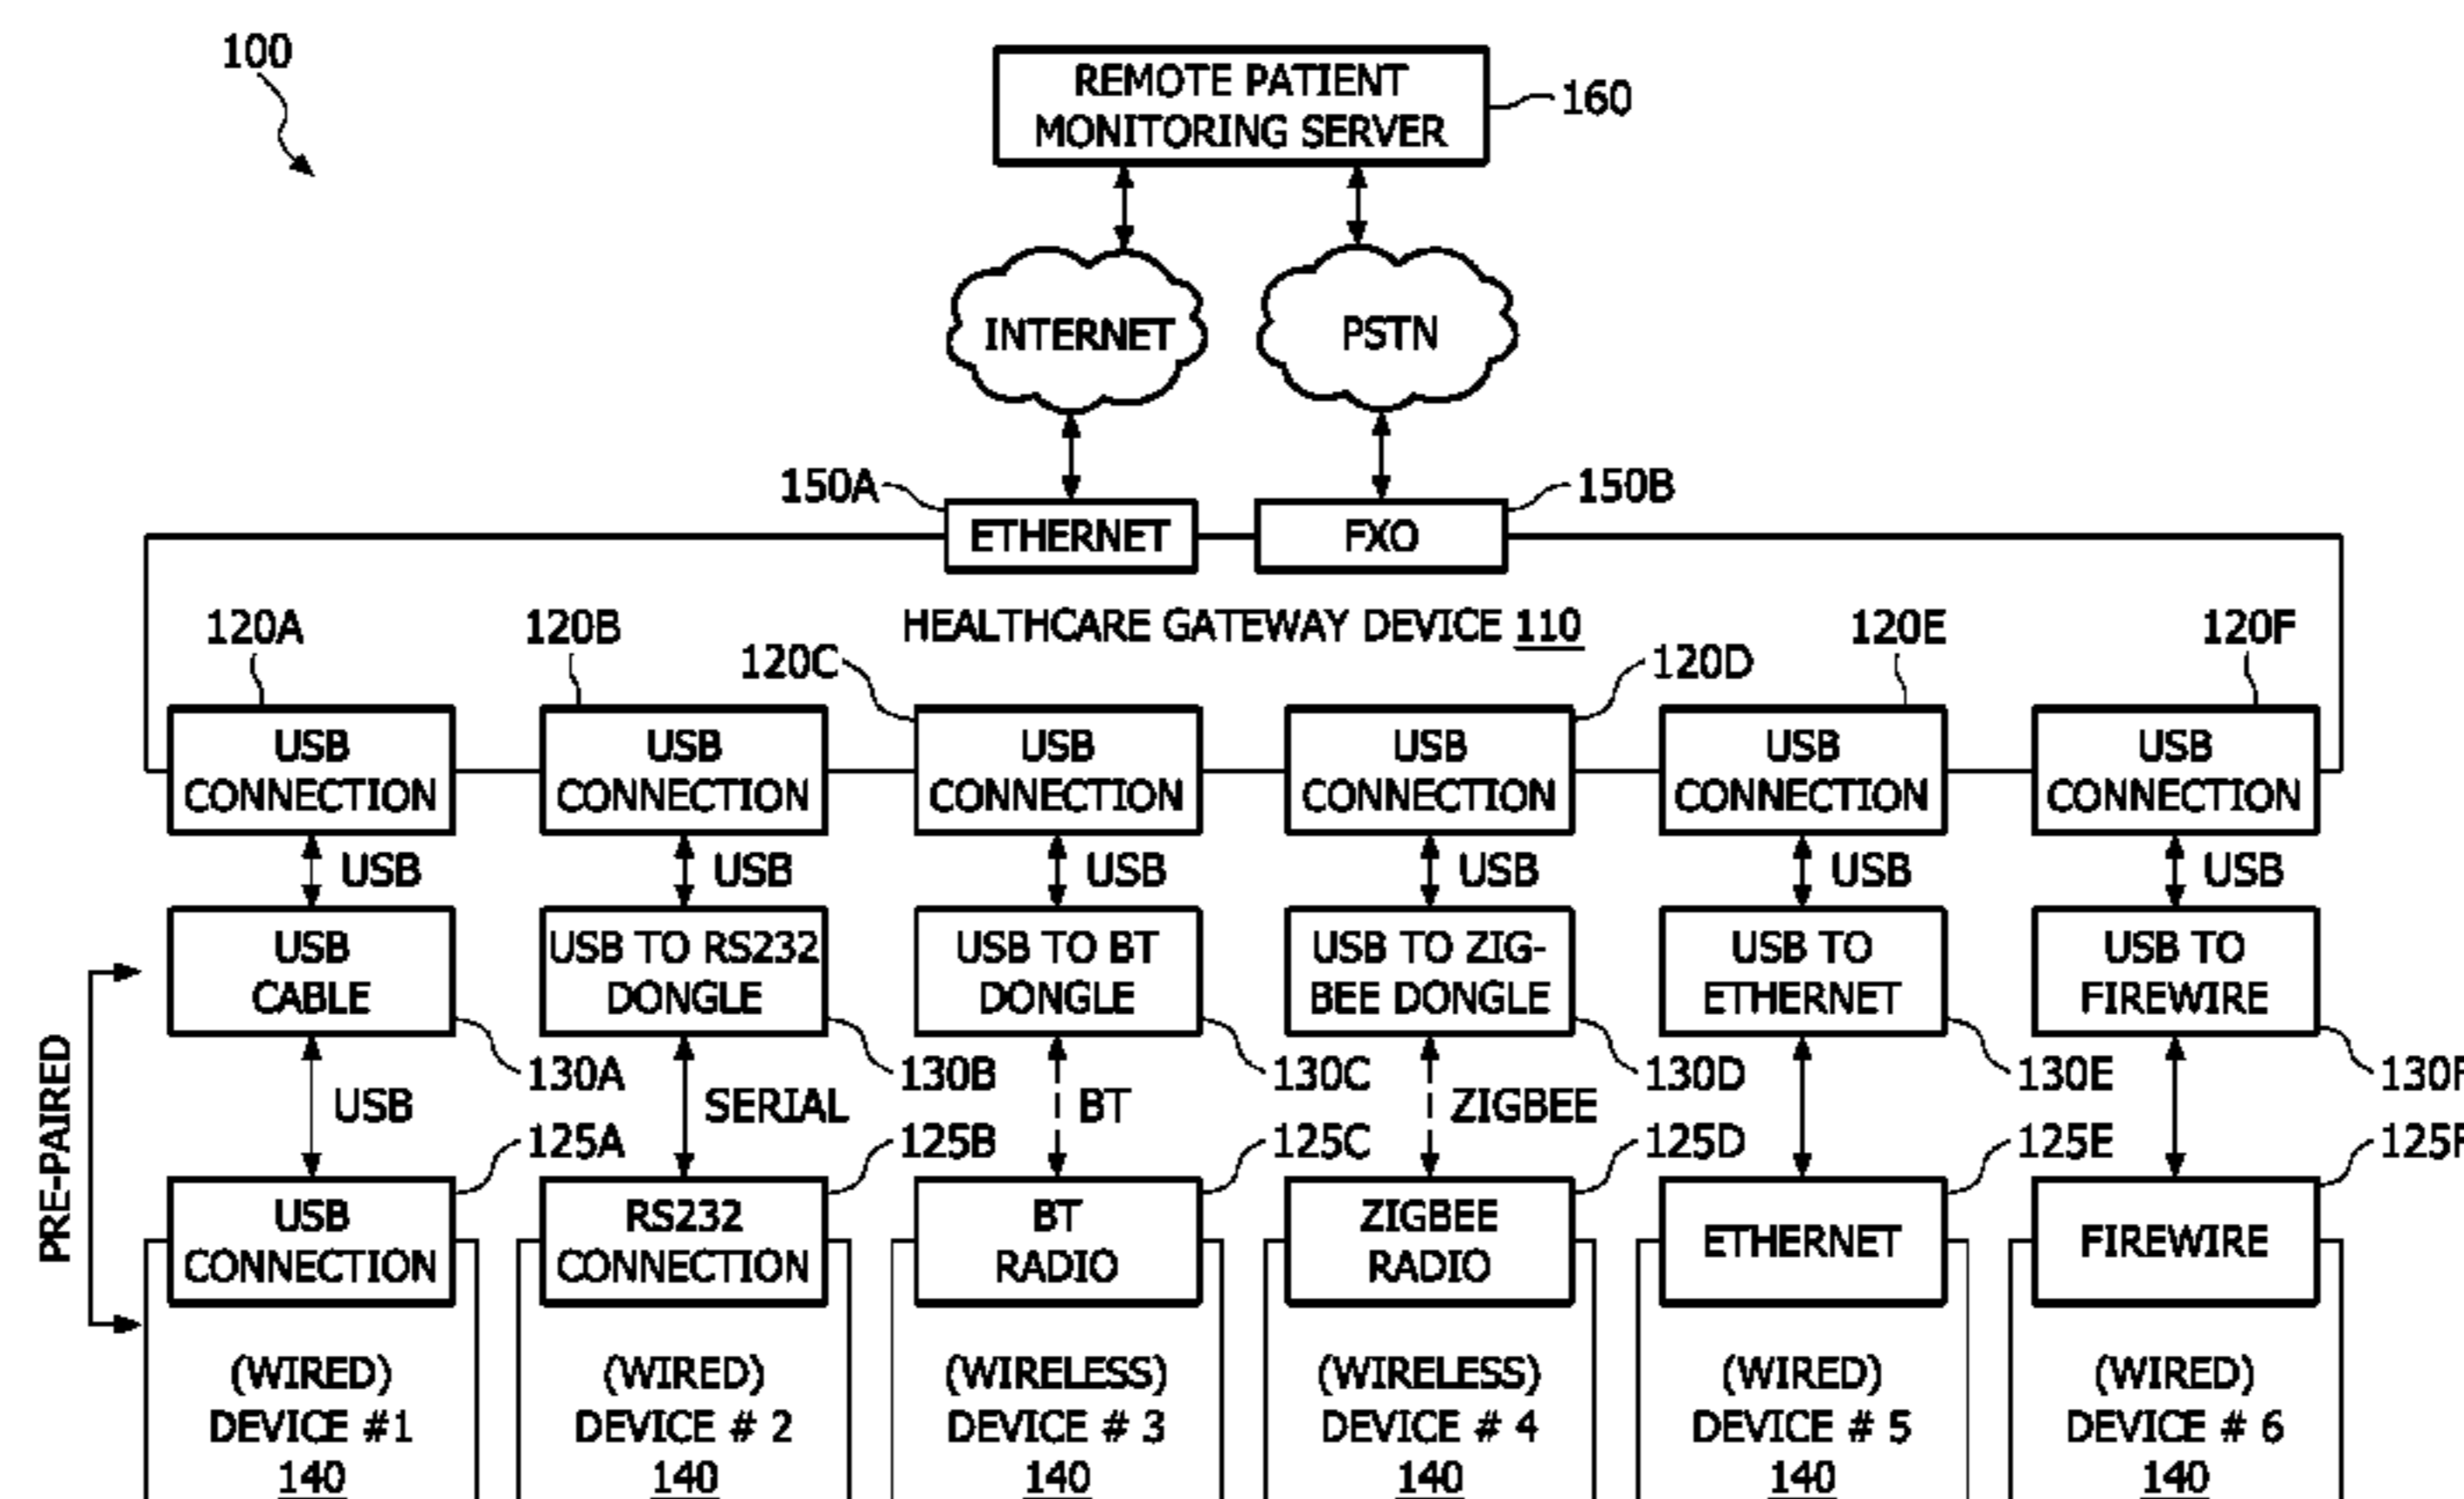 100
REMOTE PATIENT
MONITORING SERVER
160
INTERNET
PSTN
150A
150B
ETHERNET
FXO
HEALTHCARE GATEWAY DEVICE 110
120A
120B
120C
120D
120E
120F
USB
CONNECTION
USB
CONNECTION
USB
CONNECTION
USB
CONNECTION
USB
CONNECTION
USB
CONNECTION
USB
USB
USB
USB
USB
USB
USB
CABLE
USB TO RS232
DONGLE
USB TO BT
DONGLE
USB TO ZIG-
BEE DONGLE
USB TO
ETHERNET
USB TO
FIREWIRE
PRE-PAIRED
130A
130B
130C
130D
130E
130F
USB
SERIAL
BT
ZIGBEE
125A
125B
125C
125D
125E
125F
USB
CONNECTION
RS232
CONNECTION
BT
RADIO
ZIGBEE
RADIO
ETHERNET
FIREWIRE
(WIRED)
DEVICE #1
140
(WIRED)
DEVICE # 2
140
(WIRELESS)
DEVICE # 3
140
(WIRELESS)
DEVICE # 4
140
(WIRED)
DEVICE # 5
140
(WIRED)
DEVICE # 6
140